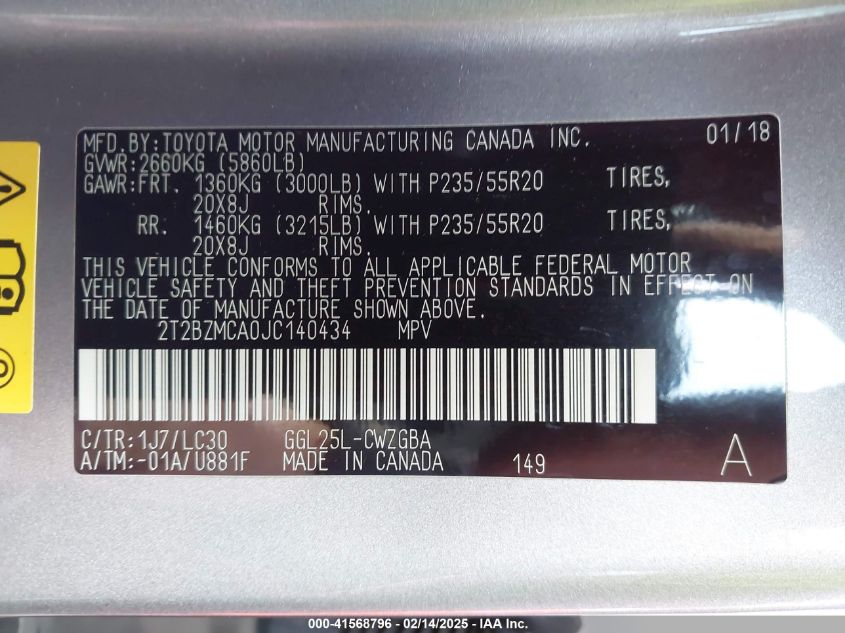 MFD.BY:TOYOTA MOTOR MANUFACTURING CANADA INC. 01/18
GVWR:2660KG (5860LB)
GAWR:FRT. 1360KG (3000LB) WITH P235/55R20 TIRES,
20X8J RIMS.
RR. 1460KG (3215LB) WITH P235/55R20 TIRES,
20X8J RIMS.
THIS VEHICLE CONFORMS TO ALL APPLICABLE FEDERAL MOTOR
VEHICLE SAFETY AND THEFT PREVENTION STANDARDS IN EFFECT ON
THE DATE OF MANUFACTURE SHOWN ABOVE.
2T2BZMCA0JC140434 MPV
C/TR:1J7/LC30 GGL25L-CWZGBA
A/TM:-01A/U881F MADE IN CANADA 149 A
000-41568796 - 02/14/2025 - IAA Inc.